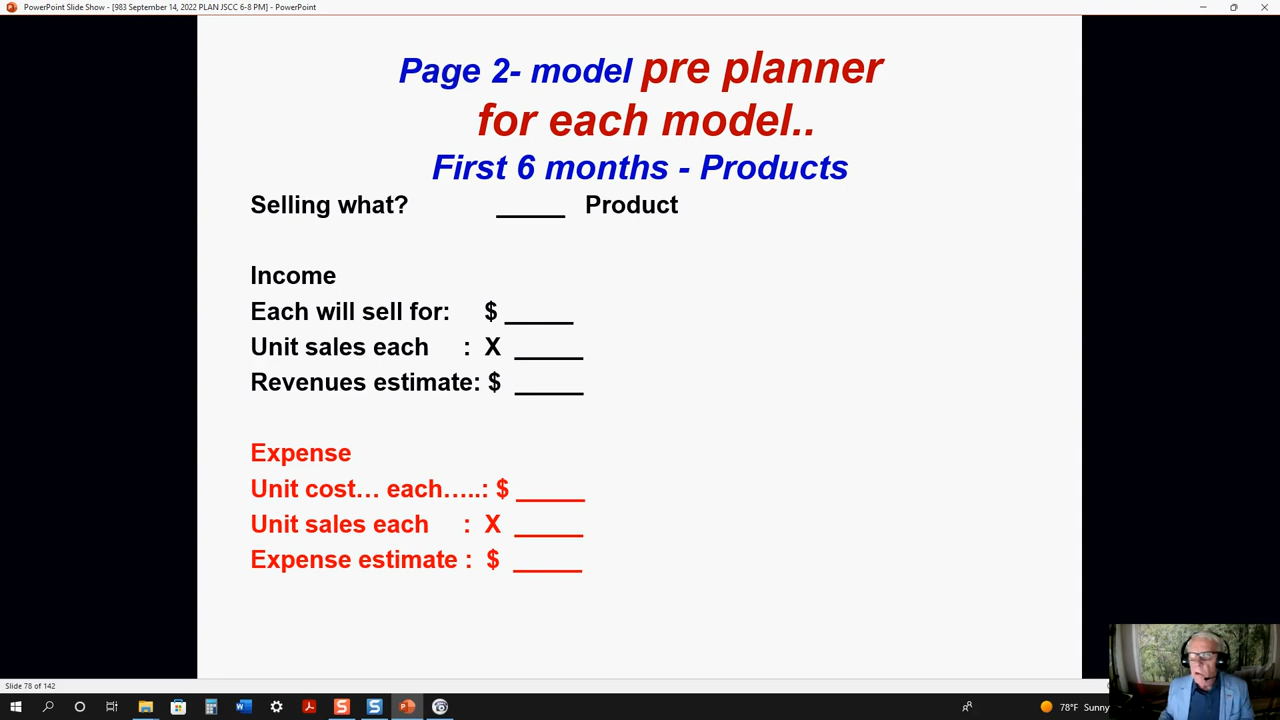 PowerPoint Slide Show - [983 September 14, 2022 PLAN JSCC 6-8 PM] - PowerPoint
Page 2- model pre planner
for each model..
First 6 months - Products
Selling what? _____ Product
Income
Each will sell for: $ _____
Unit sales each : X _____
Revenues estimate: $ _____
Expense
Unit cost… each…..: $ _____
Unit sales each : X _____
Expense estimate : $ _____
Slide 78 of 142
78°F Sunny